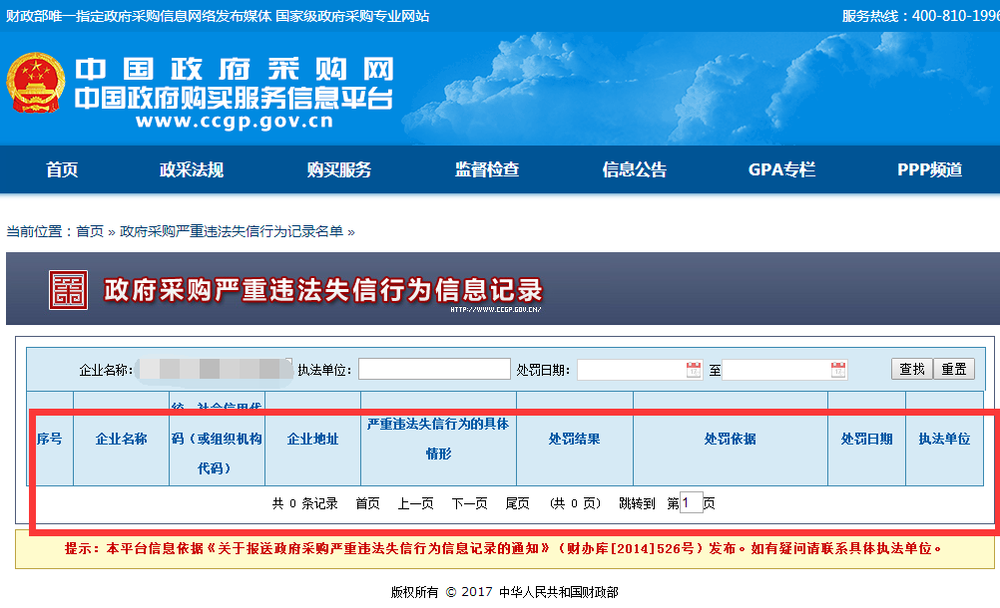 财政部唯一指定政府采购信息网络发布媒体 国家级政府采购专业网站 服务热线：400-810-1996
中国政府采购网
中国政府购买服务信息平台
www.ccgp.gov.cn
首页 政采法规 购买服务 监督检查 信息公告 GPA专栏 PPP频道
当前位置：首页 » 政府采购严重违法失信行为记录名单 »
政府采购严重违法失信行为信息记录
HTTP://WWW.CCGP.GOV.CN/
企业名称： 执法单位： 处罚日期： 至 查找 重置
序号 企业名称 统一社会信用代码（或组织机构代码） 企业地址 严重违法失信行为的具体情形 处罚结果 处罚依据 处罚日期 执法单位
共 0 条记录 首页 上一页 下一页 尾页 （共 0 页） 跳转到 第1页
提示：本平台信息依据《关于报送政府采购严重违法失信行为信息记录的通知》（财办库[2014]526号）发布。如有疑问请联系具体执法单位。
版权所有 © 2017 中华人民共和国财政部